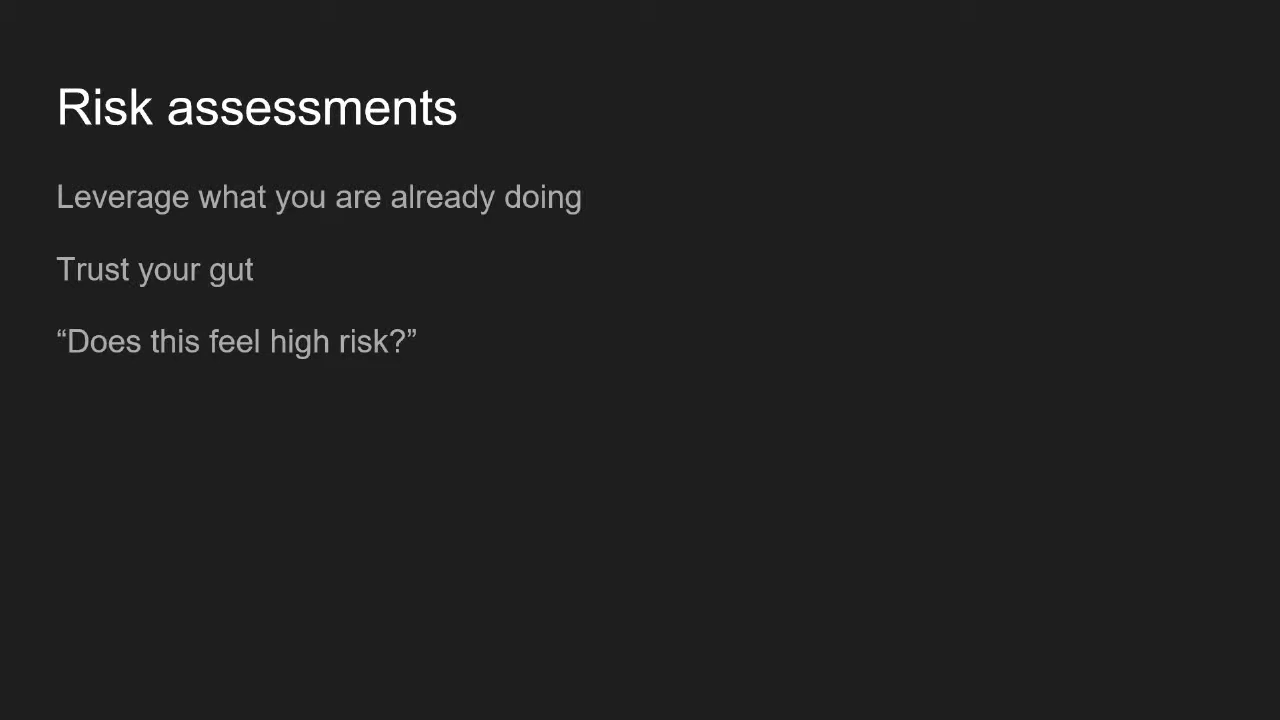 Risk assessments
Leverage what you are already doing
Trust your gut
“Does this feel high risk?”